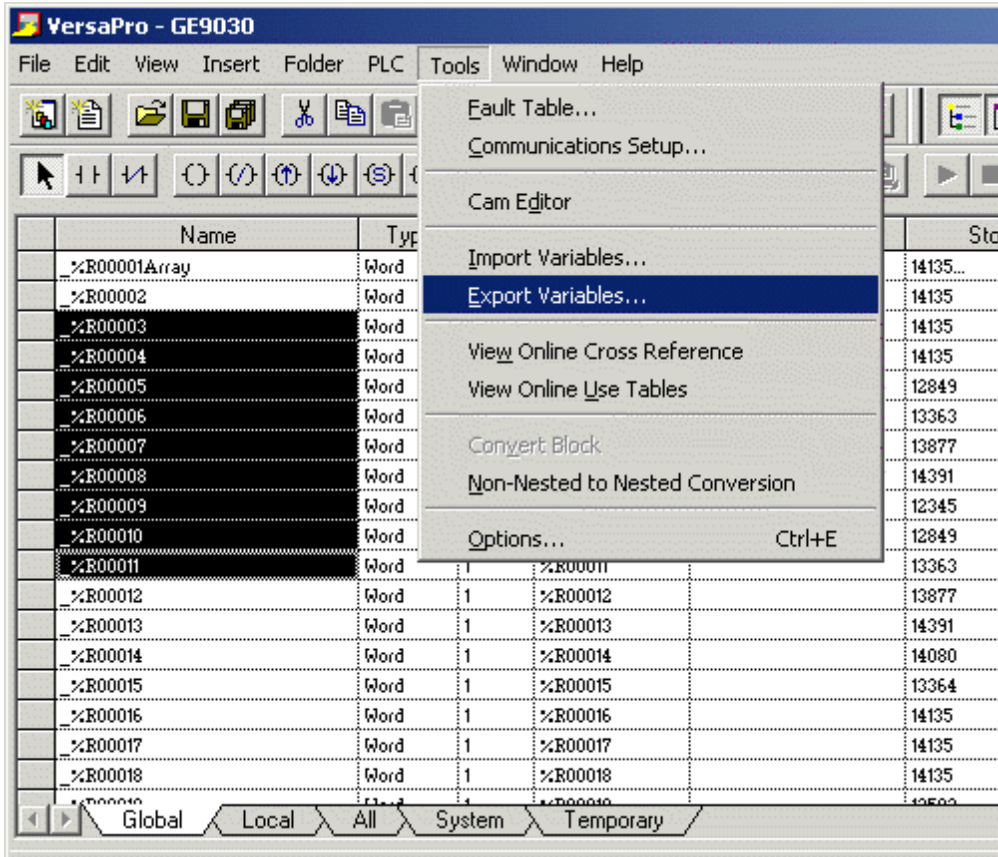 VersaPro - GE9030
File Edit View Insert Folder PLC Tools Window Help
Fault Table...
Communications Setup...
Cam Editor
Import Variables...
Export Variables...
View Online Cross Reference
View Online Use Tables
Convert Block
Non-Nested to Nested Conversion
Options... Ctrl+E
Name Typ Sto
_%R00001Array Word 14135...
_%R00002 Word 14135
_%R00003 Word 14135
_%R00004 Word 14135
_%R00005 Word 12849
_%R00006 Word 13363
_%R00007 Word 13877
_%R00008 Word 14391
_%R00009 Word 12345
_%R00010 Word 12849
_%R00011 Word 1 %R00011 13363
_%R00012 Word 1 %R00012 13877
_%R00013 Word 1 %R00013 14391
_%R00014 Word 1 %R00014 14080
_%R00015 Word 1 %R00015 13364
_%R00016 Word 1 %R00016 14135
_%R00017 Word 1 %R00017 14135
_%R00018 Word 1 %R00018 14135
Global Local All System Temporary